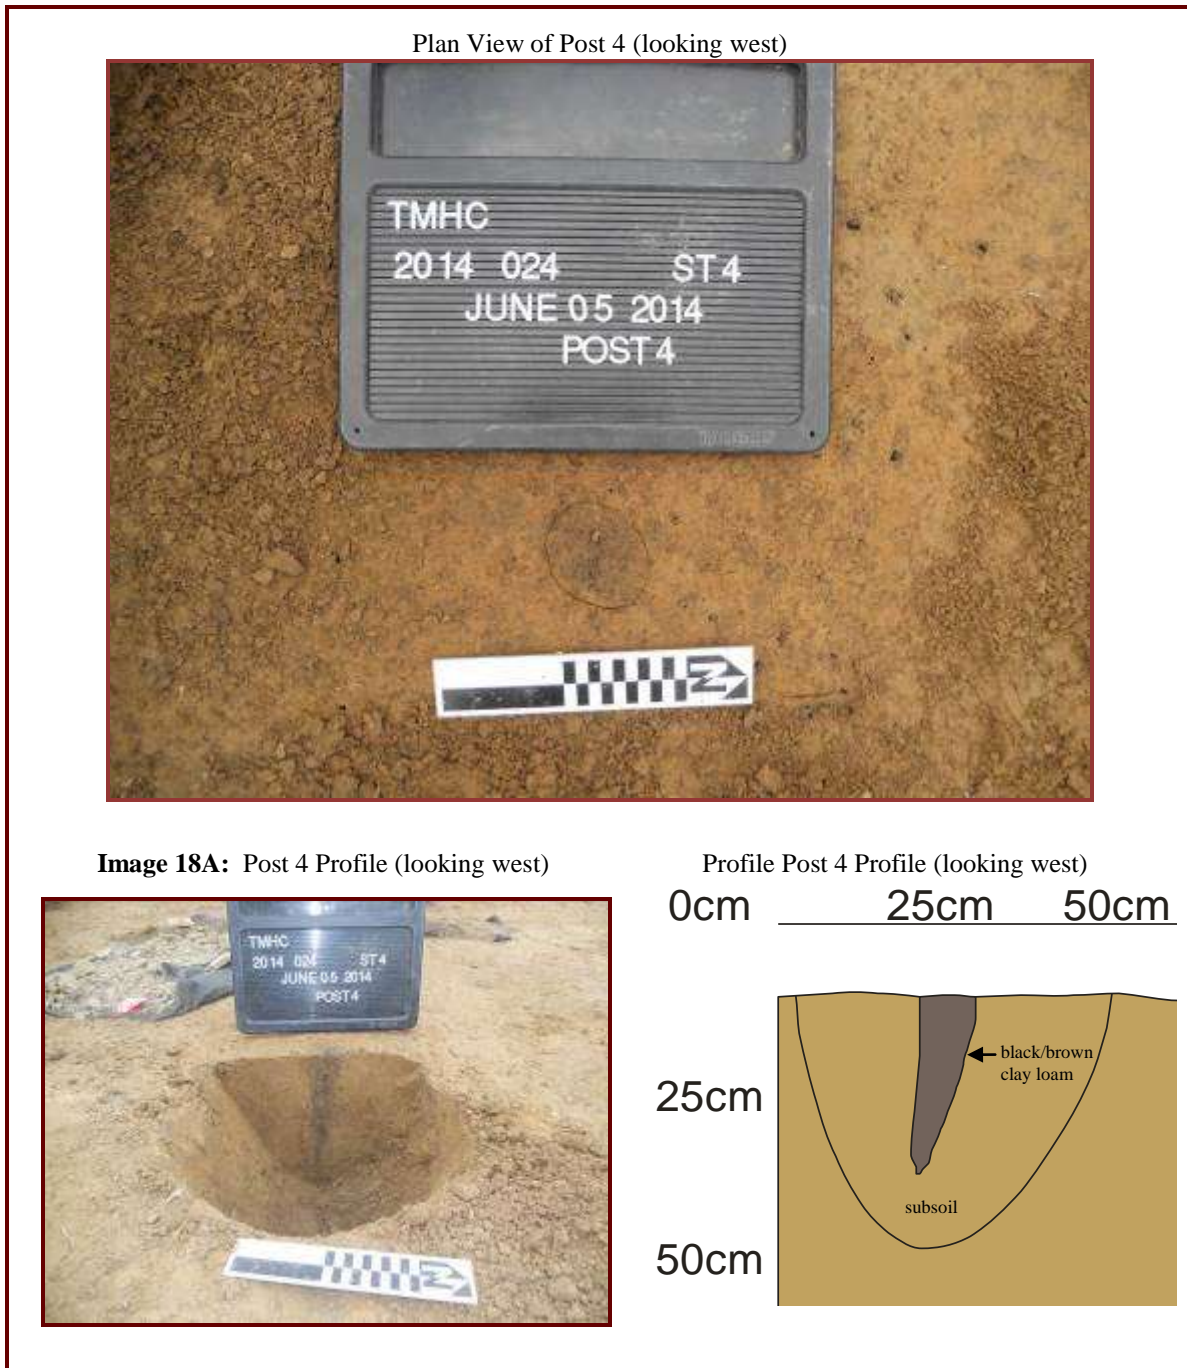 Plan View of Post 4 (looking west)
TMHC
2014 024 ST4
JUNE 05 2014
POST4
N
Image 18A: Post 4 Profile (looking west)
TMHC
2014 024 ST4
JUNE 05 2014
POST4
N
Profile Post 4 Profile (looking west)
0cm 25cm 50cm
black/brown
clay loam
25cm
subsoil
50cm